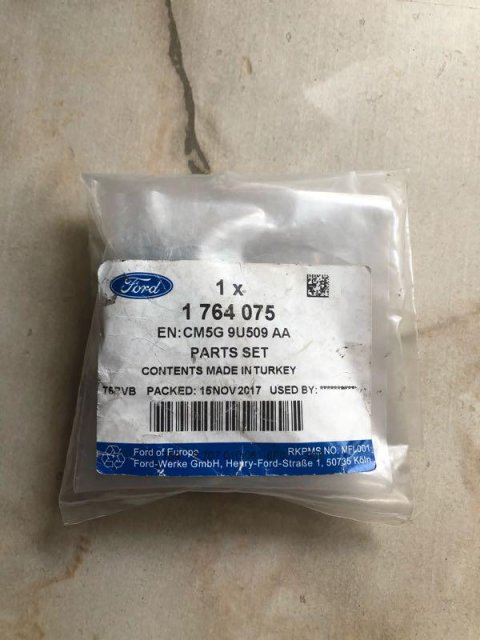 Ford
1 x
1 764 075
EN: CM5G 9U509 AA
PARTS SET
CONTENTS MADE IN TURKEY
PACKED: 15NOV2017 USED BY: **********
Ford of Europe
RKPMS NO. MFL001
Ford-Werke GmbH, Henry-Ford-Straße 1, 50735 Köln